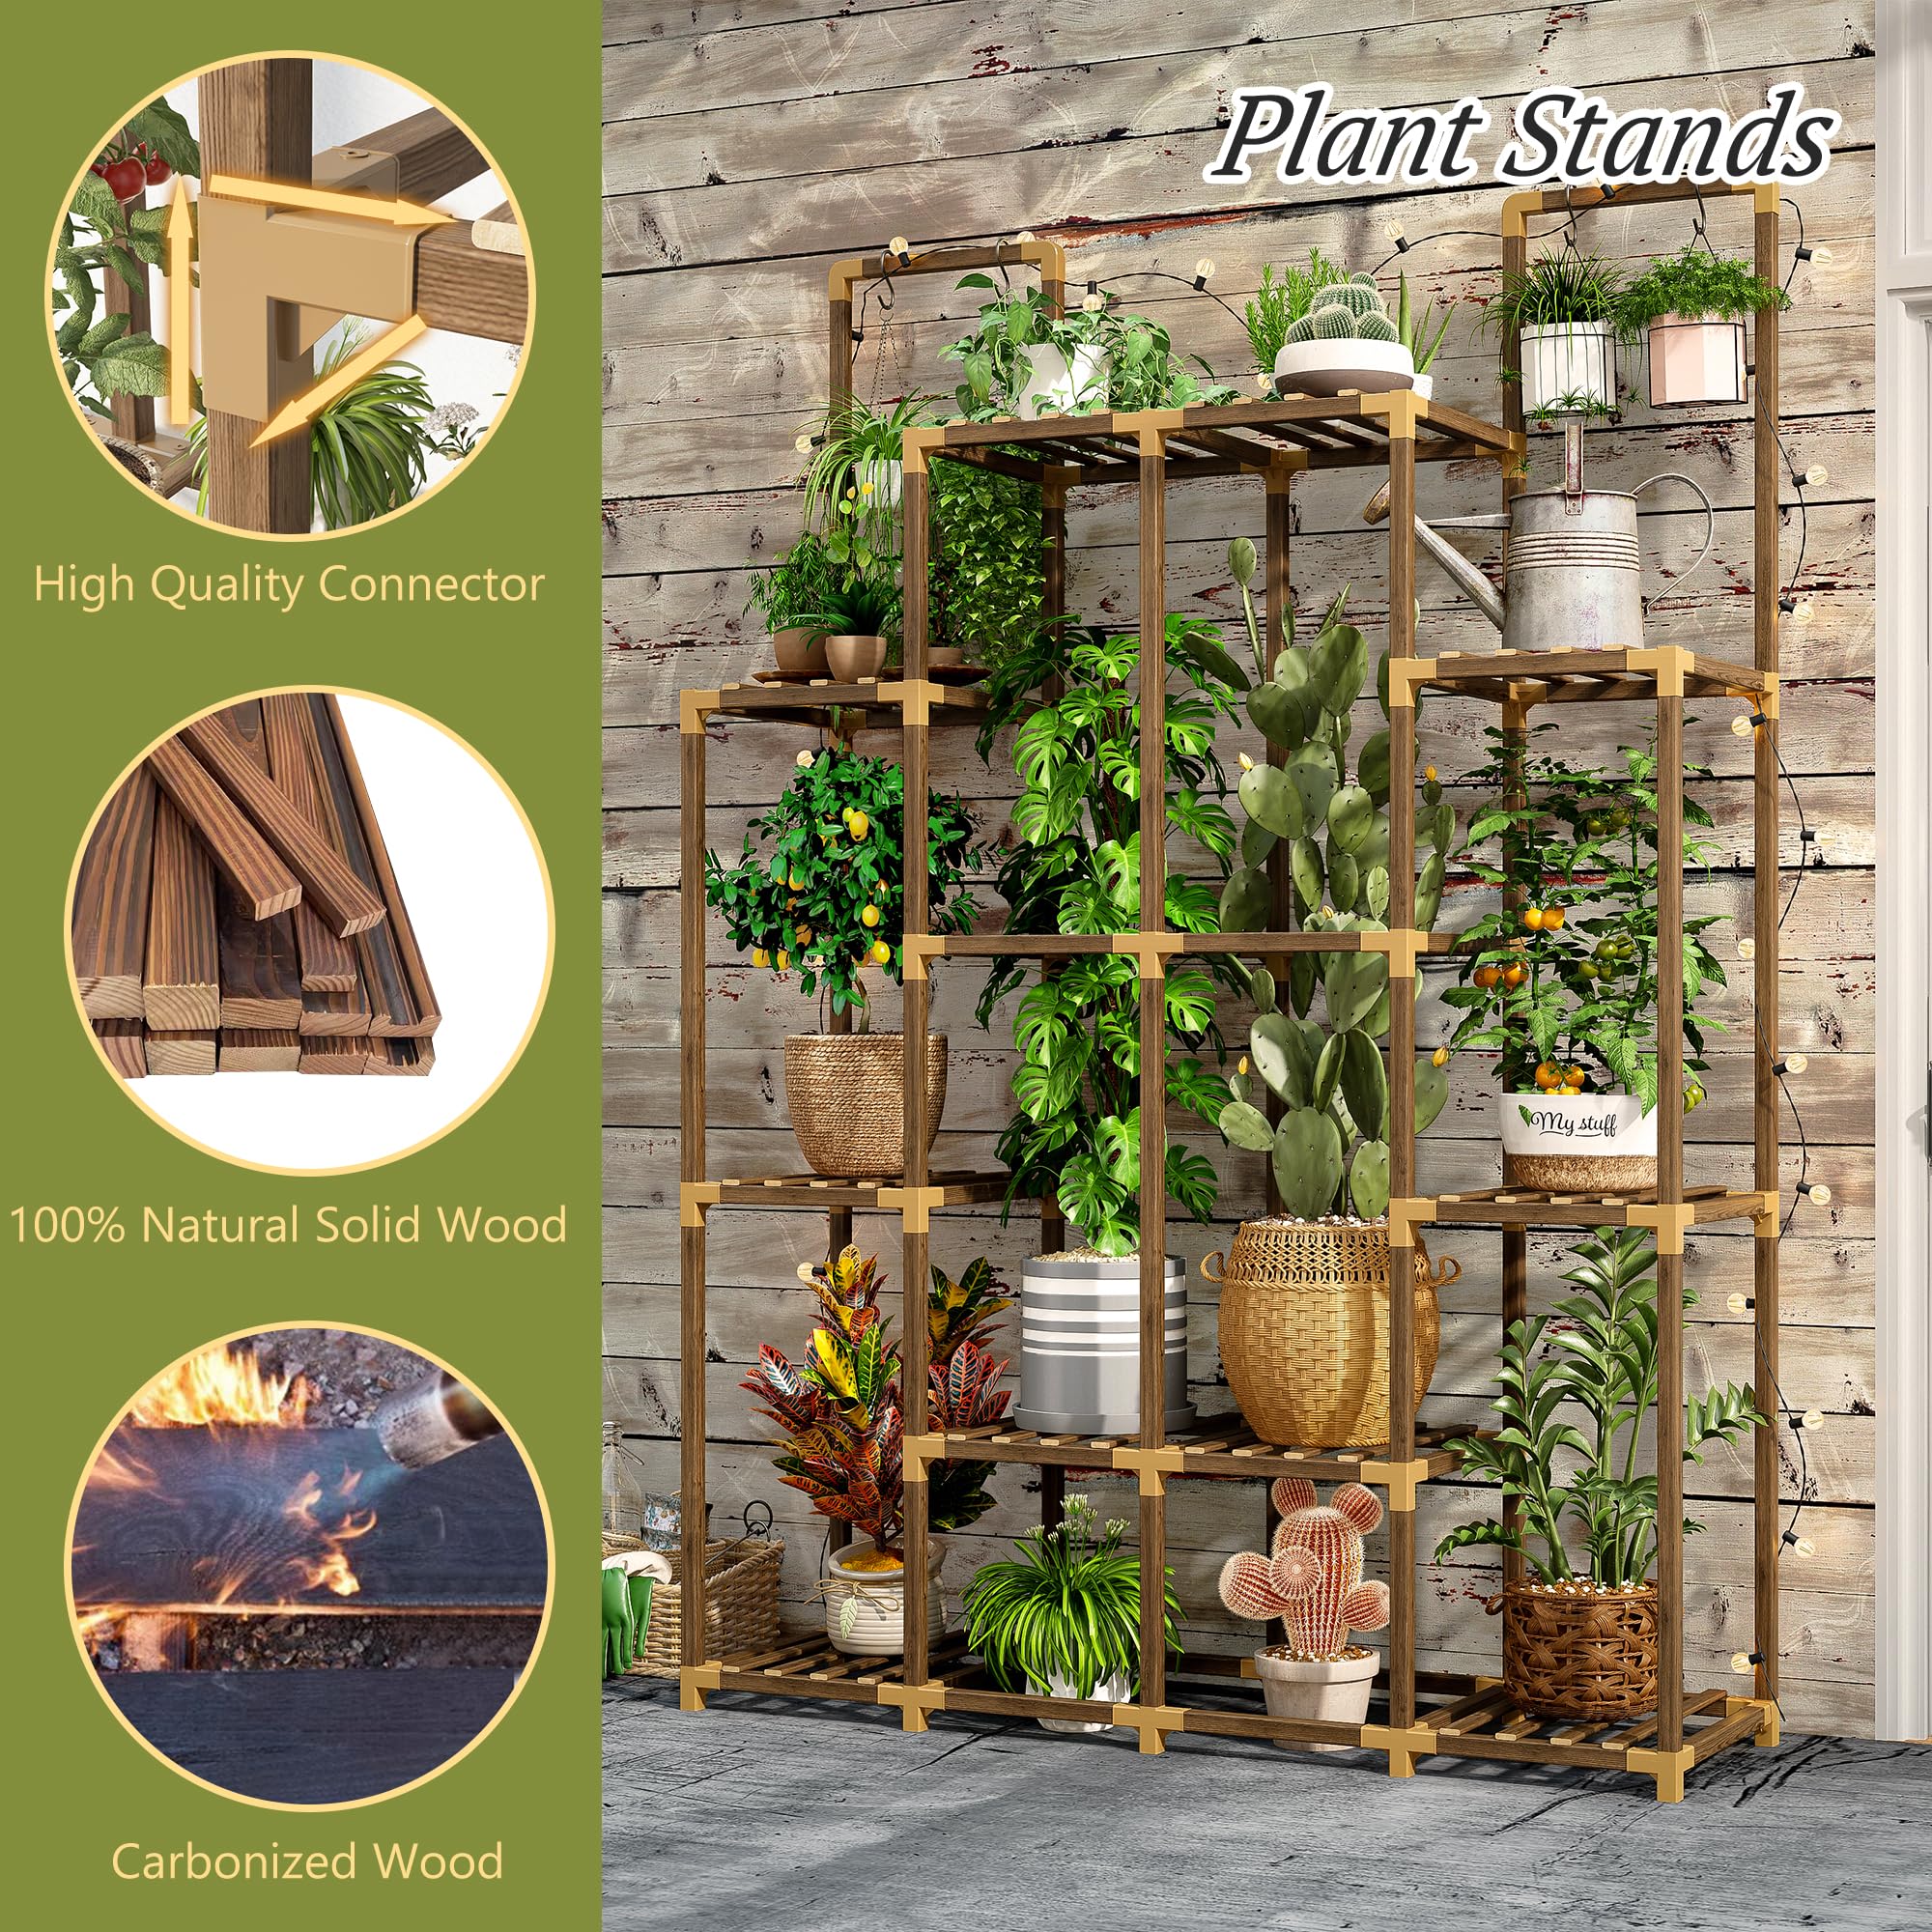 Plant Stands
High Quality Connector
100% Natural Solid Wood
Carbonized Wood
My stuff